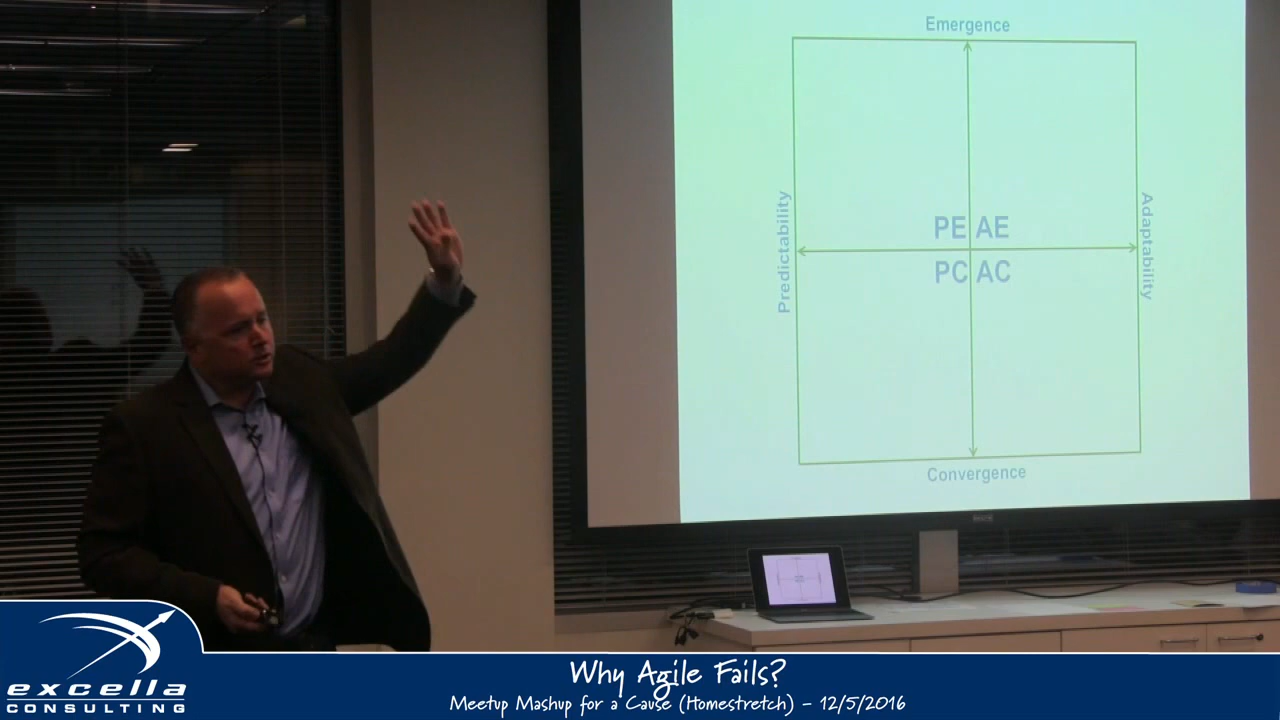 Emergence
Predictability
PE AE
PC AC
Adaptability
Convergence
excella
CONSULTING
Why Agile Fails?
Meetup Mashup for a Cause (Homestretch) - 12/5/2016